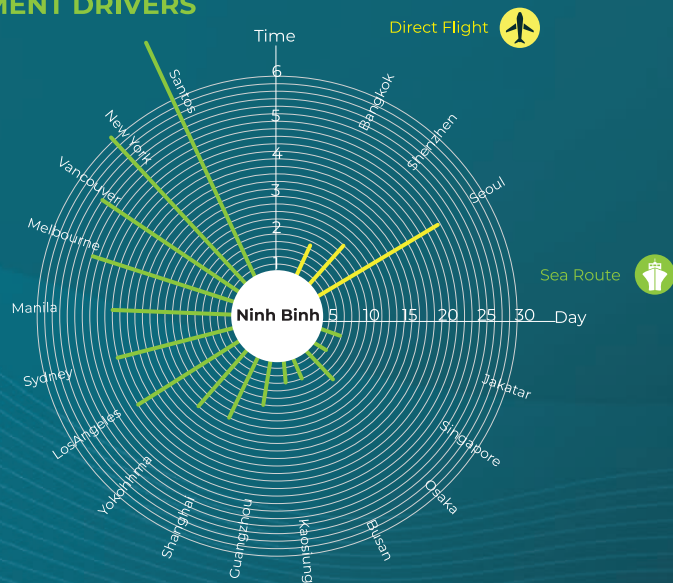 MENT DRIVERS
Direct Flight
Time
6
5
4
3
2
1
Santos
New York
Vancouver
Melbourne
Manila
Sydney
LosAngeles
Yokohhma
Shanghai
Guangzhou
Kaosiung
Busan
Osaka
Singapore
Jakatar
Seoul
Shenzhen
Bangkok
Ninh Binh
5 10 15 20 25 30 Day
Sea Route